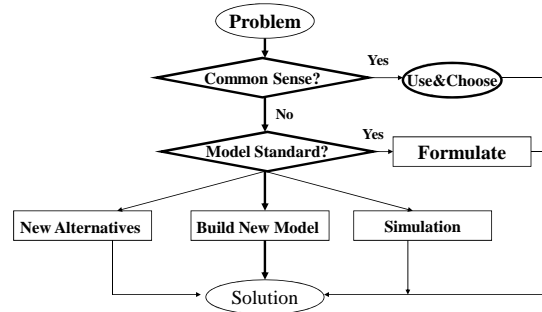 Problem
Common Sense?
Yes
Use&Choose
No
Model Standard?
Yes
Formulate
New Alternatives
Build New Model
Simulation
Solution